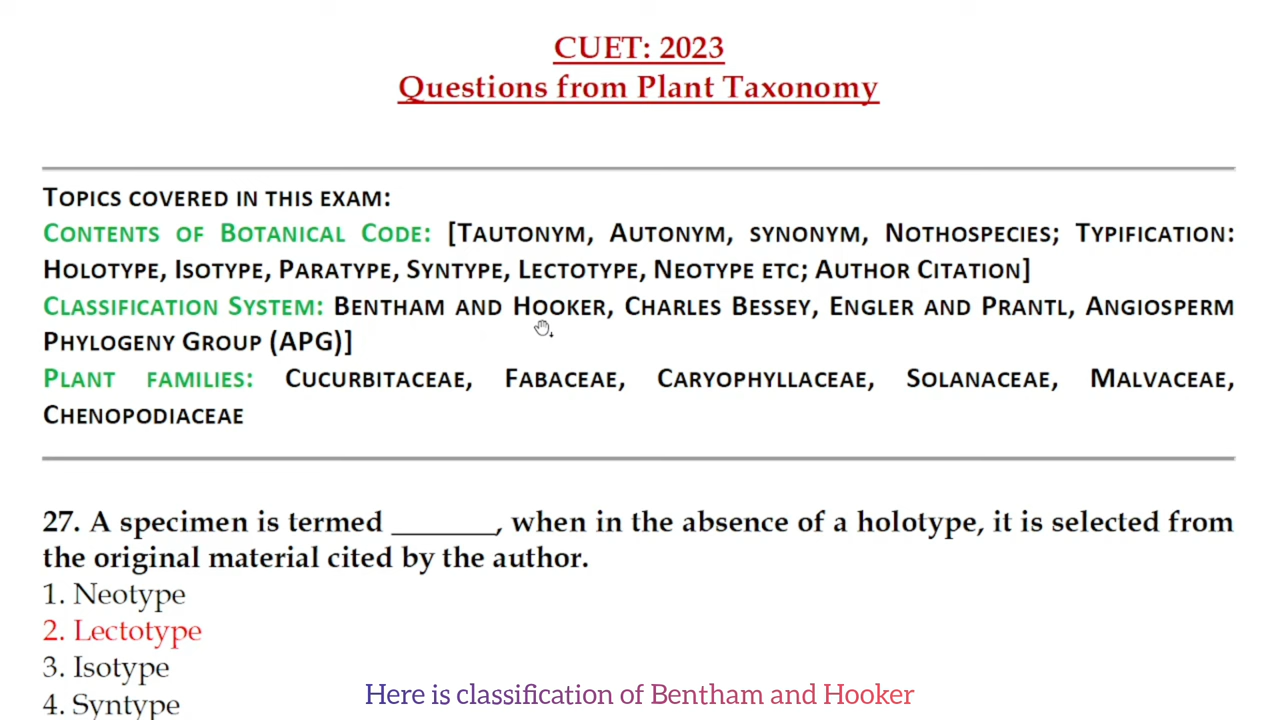 CUET: 2023
Questions from Plant Taxonomy
TOPICS COVERED IN THIS EXAM:
CONTENTS OF BOTANICAL CODE: [TAUTONYM, AUTONYM, SYNONYM, NOTHOSPECIES; TYPIFICATION:
HOLOTYPE, ISOTYPE, PARATYPE, SYNTYPE, LECTOTYPE, NEOTYPE ETC; AUTHOR CITATION]
CLASSIFICATION SYSTEM: BENTHAM AND HOOKER, CHARLES BESSEY, ENGLER AND PRANTL, ANGIOSPERM
PHYLOGENY GROUP (APG)]
PLANT FAMILIES: CUCURBITACEAE, FABACEAE, CARYOPHYLLACEAE, SOLANACEAE, MALVACEAE,
CHENOPODIACEAE
27. A specimen is termed _______, when in the absence of a holotype, it is selected from
the original material cited by the author.
1. Neotype
2. Lectotype
3. Isotype
4. Syntype
Here is classification of Bentham and Hooker